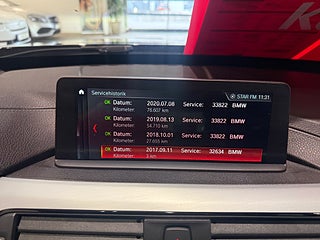 Servicehistorik
STAR FM 11:31
OK Datum: 2020.07.08 Service: 33822 BMW
Kilometer: 76.607 km
OK Datum: 2019.08.13 Service: 33822 BMW
Kilometer: 54.710 km
OK Datum: 2018.10.01 Service: 33822 BMW
Kilometer: 27.655 km
OK Datum: 2017.09.11 Service: 32634 BMW
Kilometer: 3 km